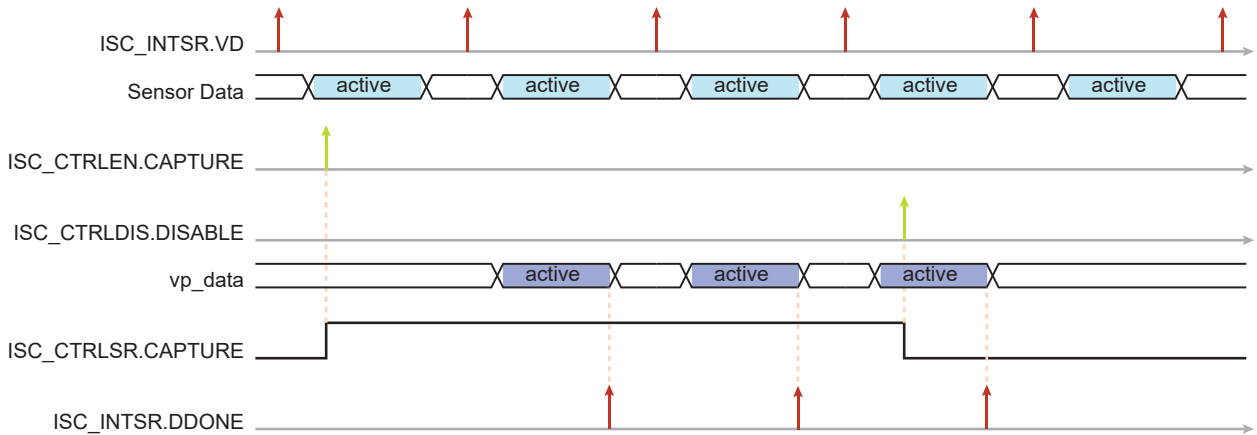 ISC_INTSR.VD
Sensor Data
active active active active active
ISC_CTRLEN.CAPTURE
ISC_CTRLDIS.DISABLE
vp_data
active active active
ISC_CTRLSR.CAPTURE
ISC_INTSR.DDONE